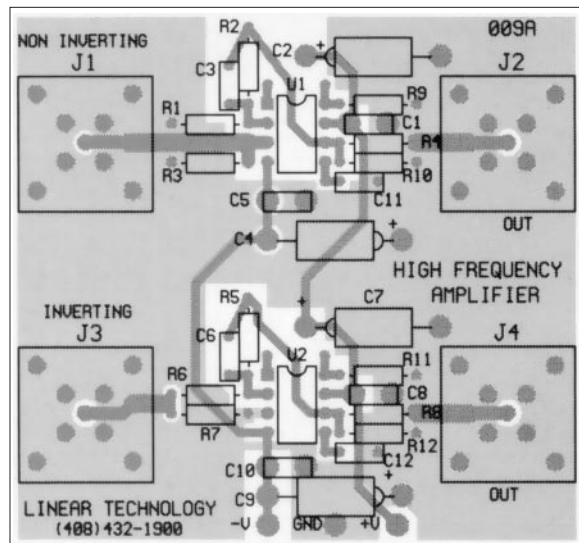 R2
C2 +
009A
NON INVERTING
J1
J2
C3
U1
R9
R1
C1
R4
R3
R10
C11
C5
C4
+
OUT
HIGH FREQUENCY
AMPLIFIER
INVERTING
J3
R5
+
C7
J4
C6
U2
R11
R6
C8
R8
R7
R12
C12
C10
+
C9
LINEAR TECHNOLOGY
(408)432-1900
-V
GND
+V
OUT